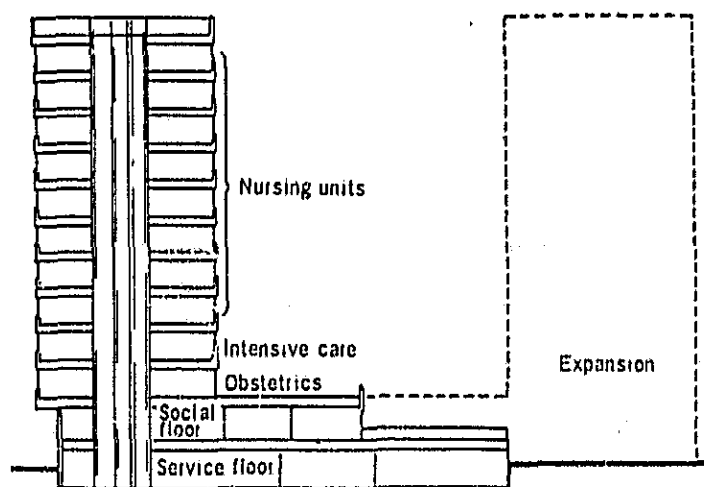 Nursing units
Intensive care
Obstetrics
Expansion
Social
floor
Service floor